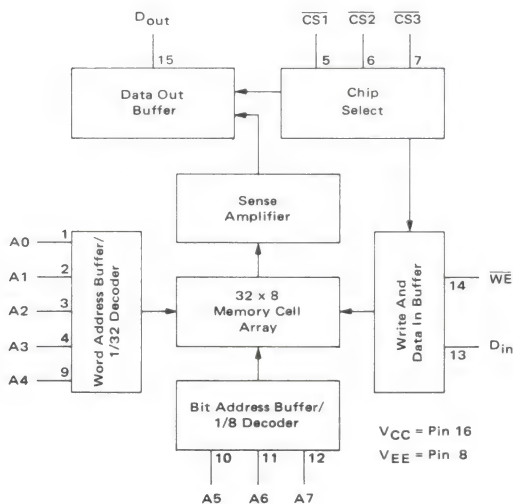 Dout
CS1 CS2 CS3
15
5 6 7
Data Out
Buffer
Chip
Select
Sense
Amplifier
A0 1
A1 2
A2 3
A3 4
A4 9
Word Address Buffer/
1/32 Decoder
32 x 8
Memory Cell
Array
Write And
Data In Buffer
14 WE
13 Din
Bit Address Buffer/
1/8 Decoder
10 11 12
A5 A6 A7
VCC = Pin 16
VEE = Pin 8